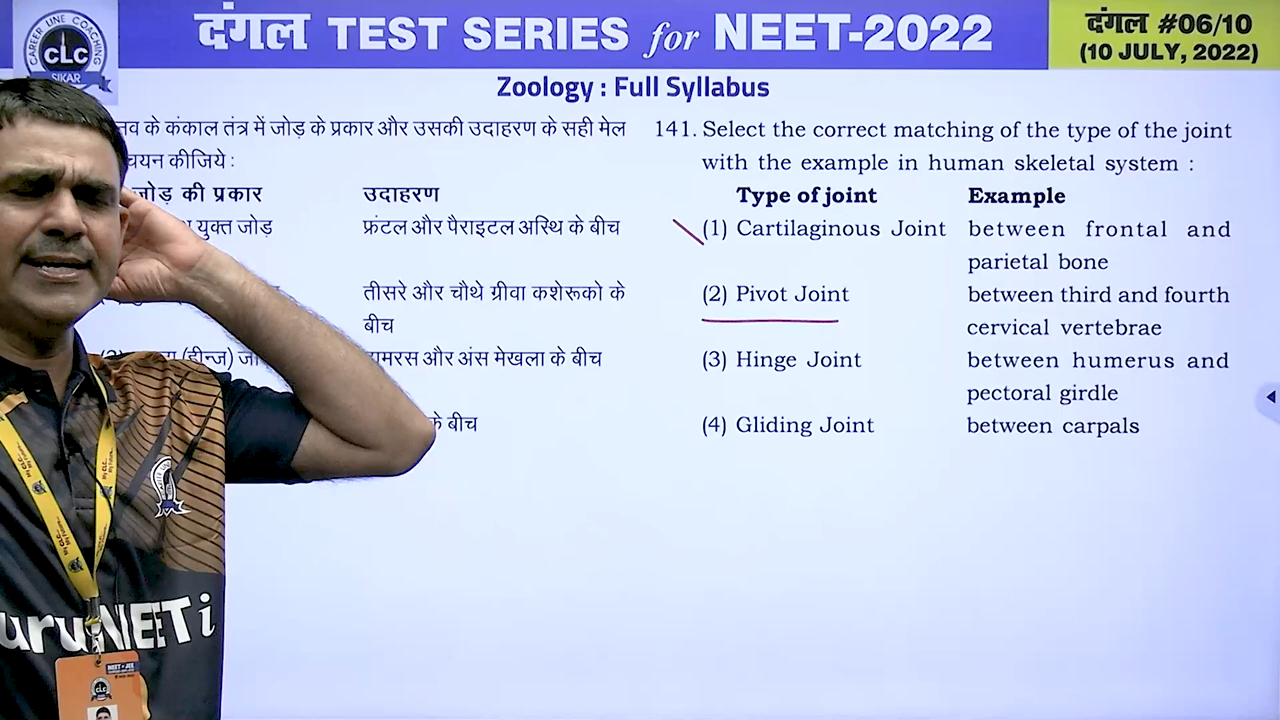 CAREER LINE COACHING
CLC
SIKAR
दंगल TEST SERIES for NEET-2022
दंगल #06/10
(10 JULY, 2022)
Zoology : Full Syllabus
के कंकाल तंत्र में जोड़ के प्रकार और उसकी उदाहरण के सही मेल
चयन कीजिये :
जोड़ की प्रकार उदाहरण
युक्त जोड़ फ्रंटल और पैराइटल अस्थि के बीच
तीसरे और चौथे ग्रीवा कशेरूको के
बीच
(हीन्ज) और अंस मेखला के बीच
के बीच
141. Select the correct matching of the type of the joint
with the example in human skeletal system :
Type of joint Example
(1) Cartilaginous Joint between frontal and
parietal bone
(2) Pivot Joint between third and fourth
cervical vertebrae
(3) Hinge Joint between humerus and
pectoral girdle
(4) Gliding Joint between carpals
NEETi
NEET JEE
CLC